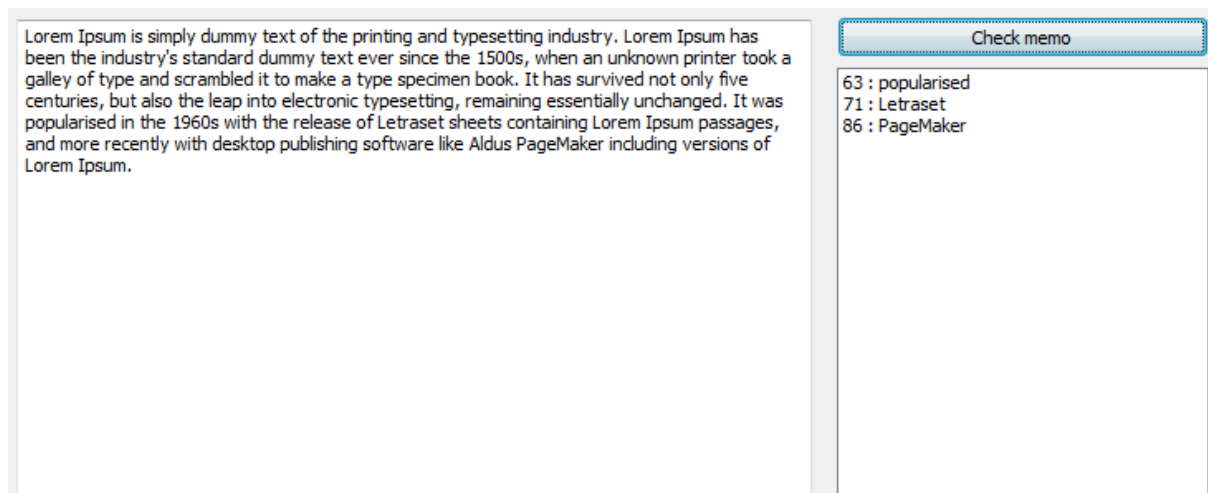 Lorem Ipsum is simply dummy text of the printing and typesetting industry. Lorem Ipsum has
been the industry's standard dummy text ever since the 1500s, when an unknown printer took a
galley of type and scrambled it to make a type specimen book. It has survived not only five
centuries, but also the leap into electronic typesetting, remaining essentially unchanged. It was
popularised in the 1960s with the release of Letraset sheets containing Lorem Ipsum passages,
and more recently with desktop publishing software like Aldus PageMaker including versions of
Lorem Ipsum.
Check memo
63 : popularised
71 : Letraset
86 : PageMaker